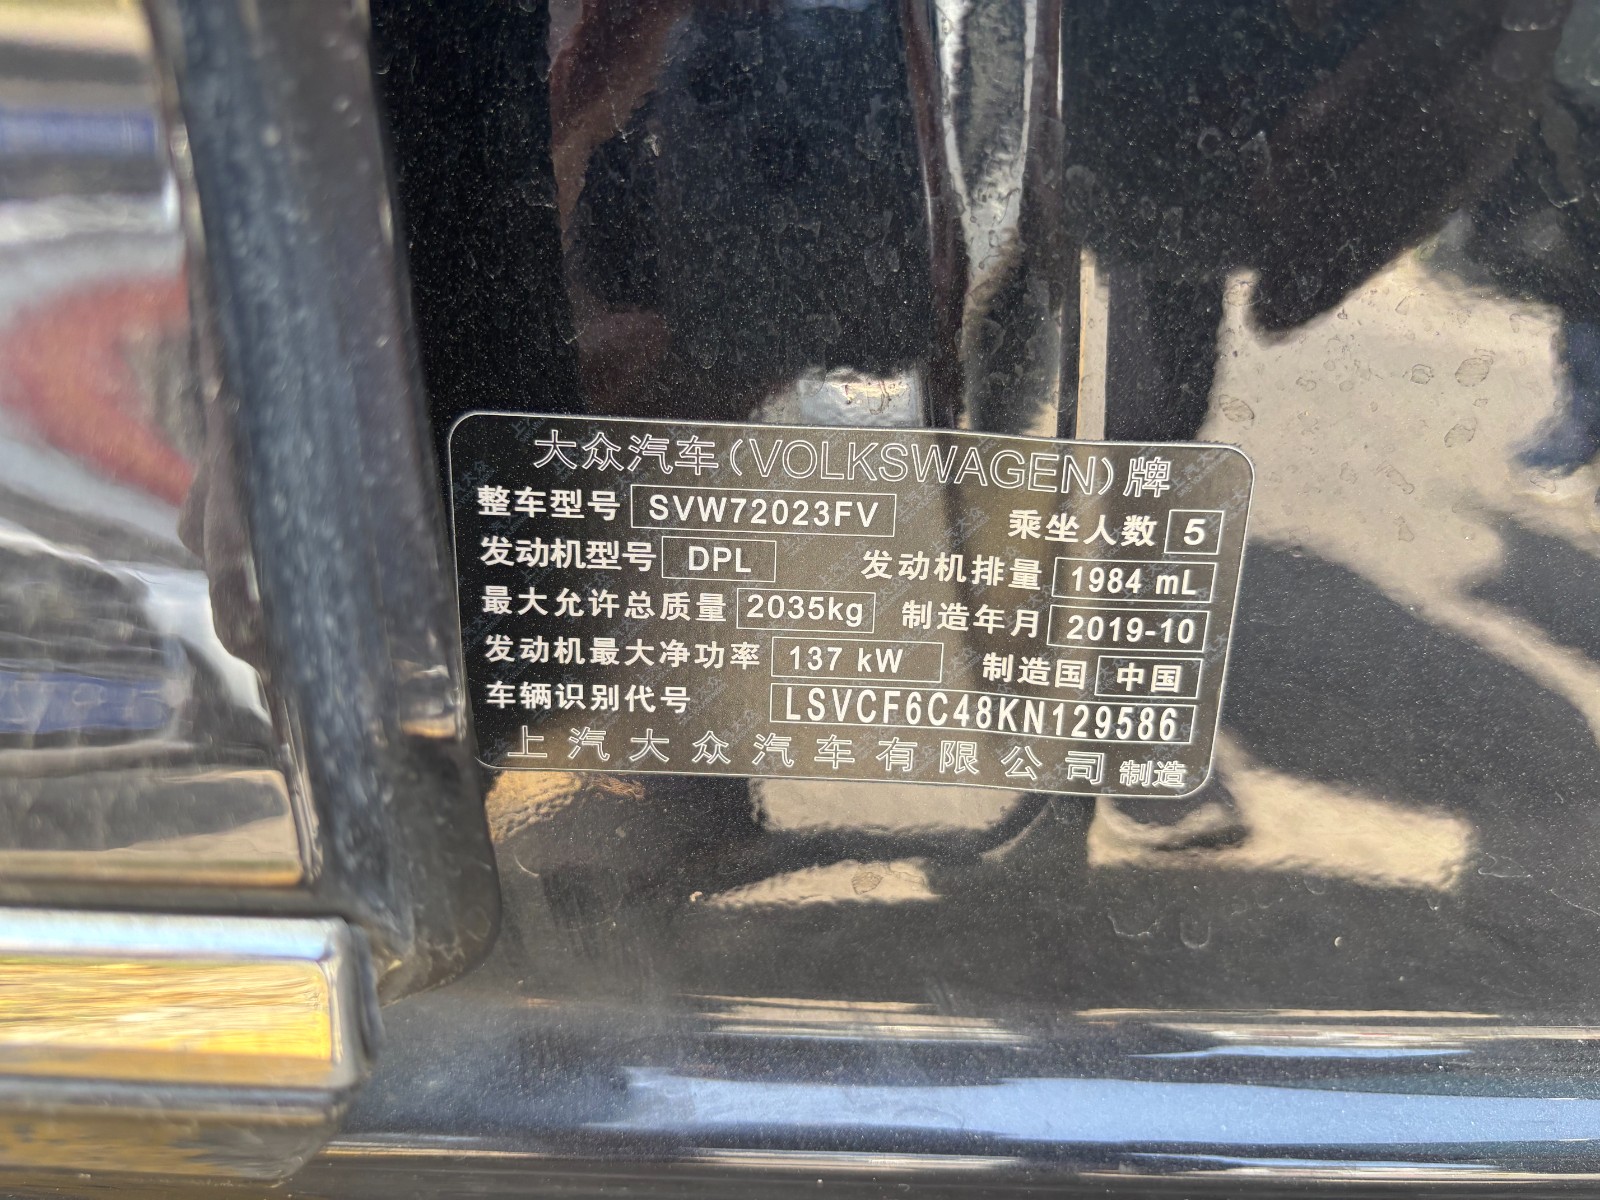 大众汽车(VOLKSWAGEN)牌
整车型号 SVW72023FV 乘坐人数 5
发动机型号 DPL 发动机排量 1984 mL
最大允许总质量 2035kg 制造年月 2019-10
发动机最大净功率 137 kW 制造国 中国
车辆识别代号 LSVCF6C48KN129586
上汽大众汽车有限公司 制造